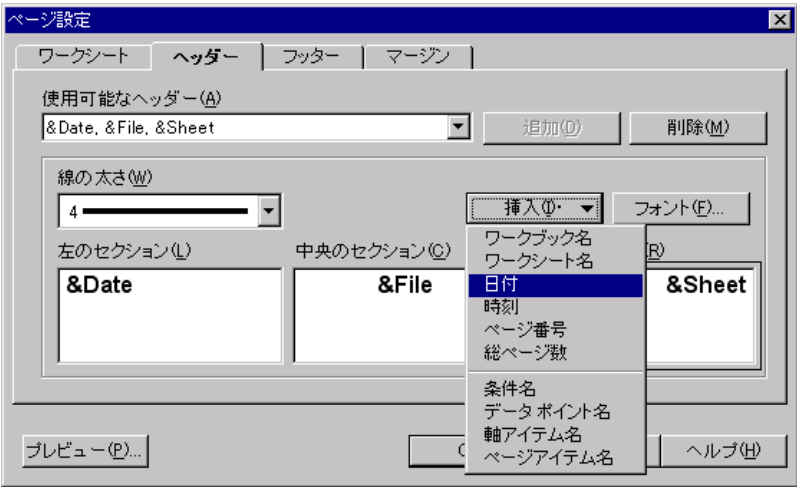 ページ設定
ワークシート ヘッダー フッター マージン
使用可能なヘッダー(A)
&Date, &File, &Sheet 追加(D) 削除(M)
線の太さ(W)
4 挿入(I)· フォント(F)...
左のセクション(L) 中央のセクション(C) (R)
&Date &File &Sheet
ワークブック名
ワークシート名
日付
時刻
ページ番号
総ページ数
条件名
データ ポイント名
軸アイテム名
ページアイテム名
プレビュー(P)... ヘルプ(H)